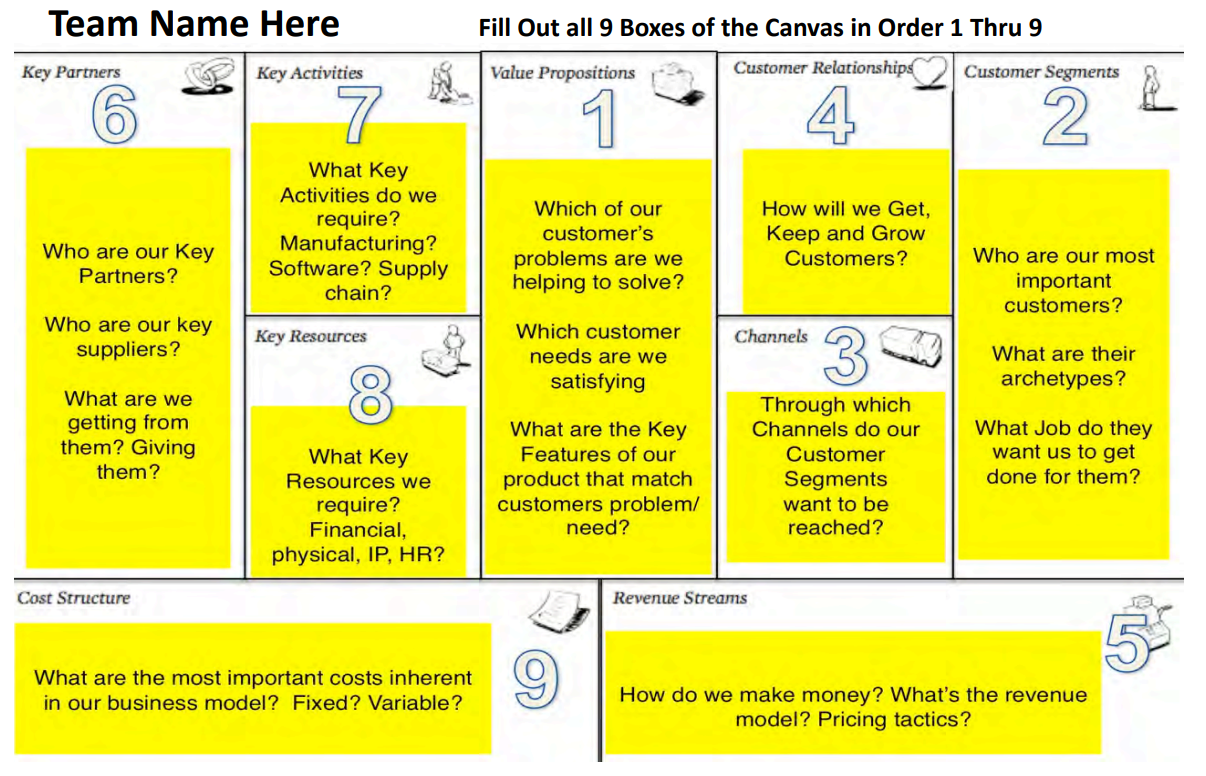 Team Name Here
Fill Out all 9 Boxes of the Canvas in Order 1 Thru 9
Key Partners
6
Who are our Key
Partners?
Who are our key
suppliers?
What are we
getting from
them? Giving
them?
Key Activities
7
What Key
Activities do we
require?
Manufacturing?
Software? Supply
chain?
Key Resources
8
What Key
Resources we
require?
Financial,
physical, IP, HR?
Value Propositions
1
Which of our
customer’s
problems are we
helping to solve?
Which customer
needs are we
satisfying
What are the Key
Features of our
product that match
customers problem/
need?
Customer Relationships
4
How will we Get,
Keep and Grow
Customers?
Channels
3
Through which
Channels do our
Customer
Segments
want to be
reached?
Customer Segments
2
Who are our most
important
customers?
What are their
archetypes?
What Job do they
want us to get
done for them?
Cost Structure
9
What are the most important costs inherent
in our business model?  Fixed? Variable?
Revenue Streams
5
How do we make money? What’s the revenue
model? Pricing tactics?